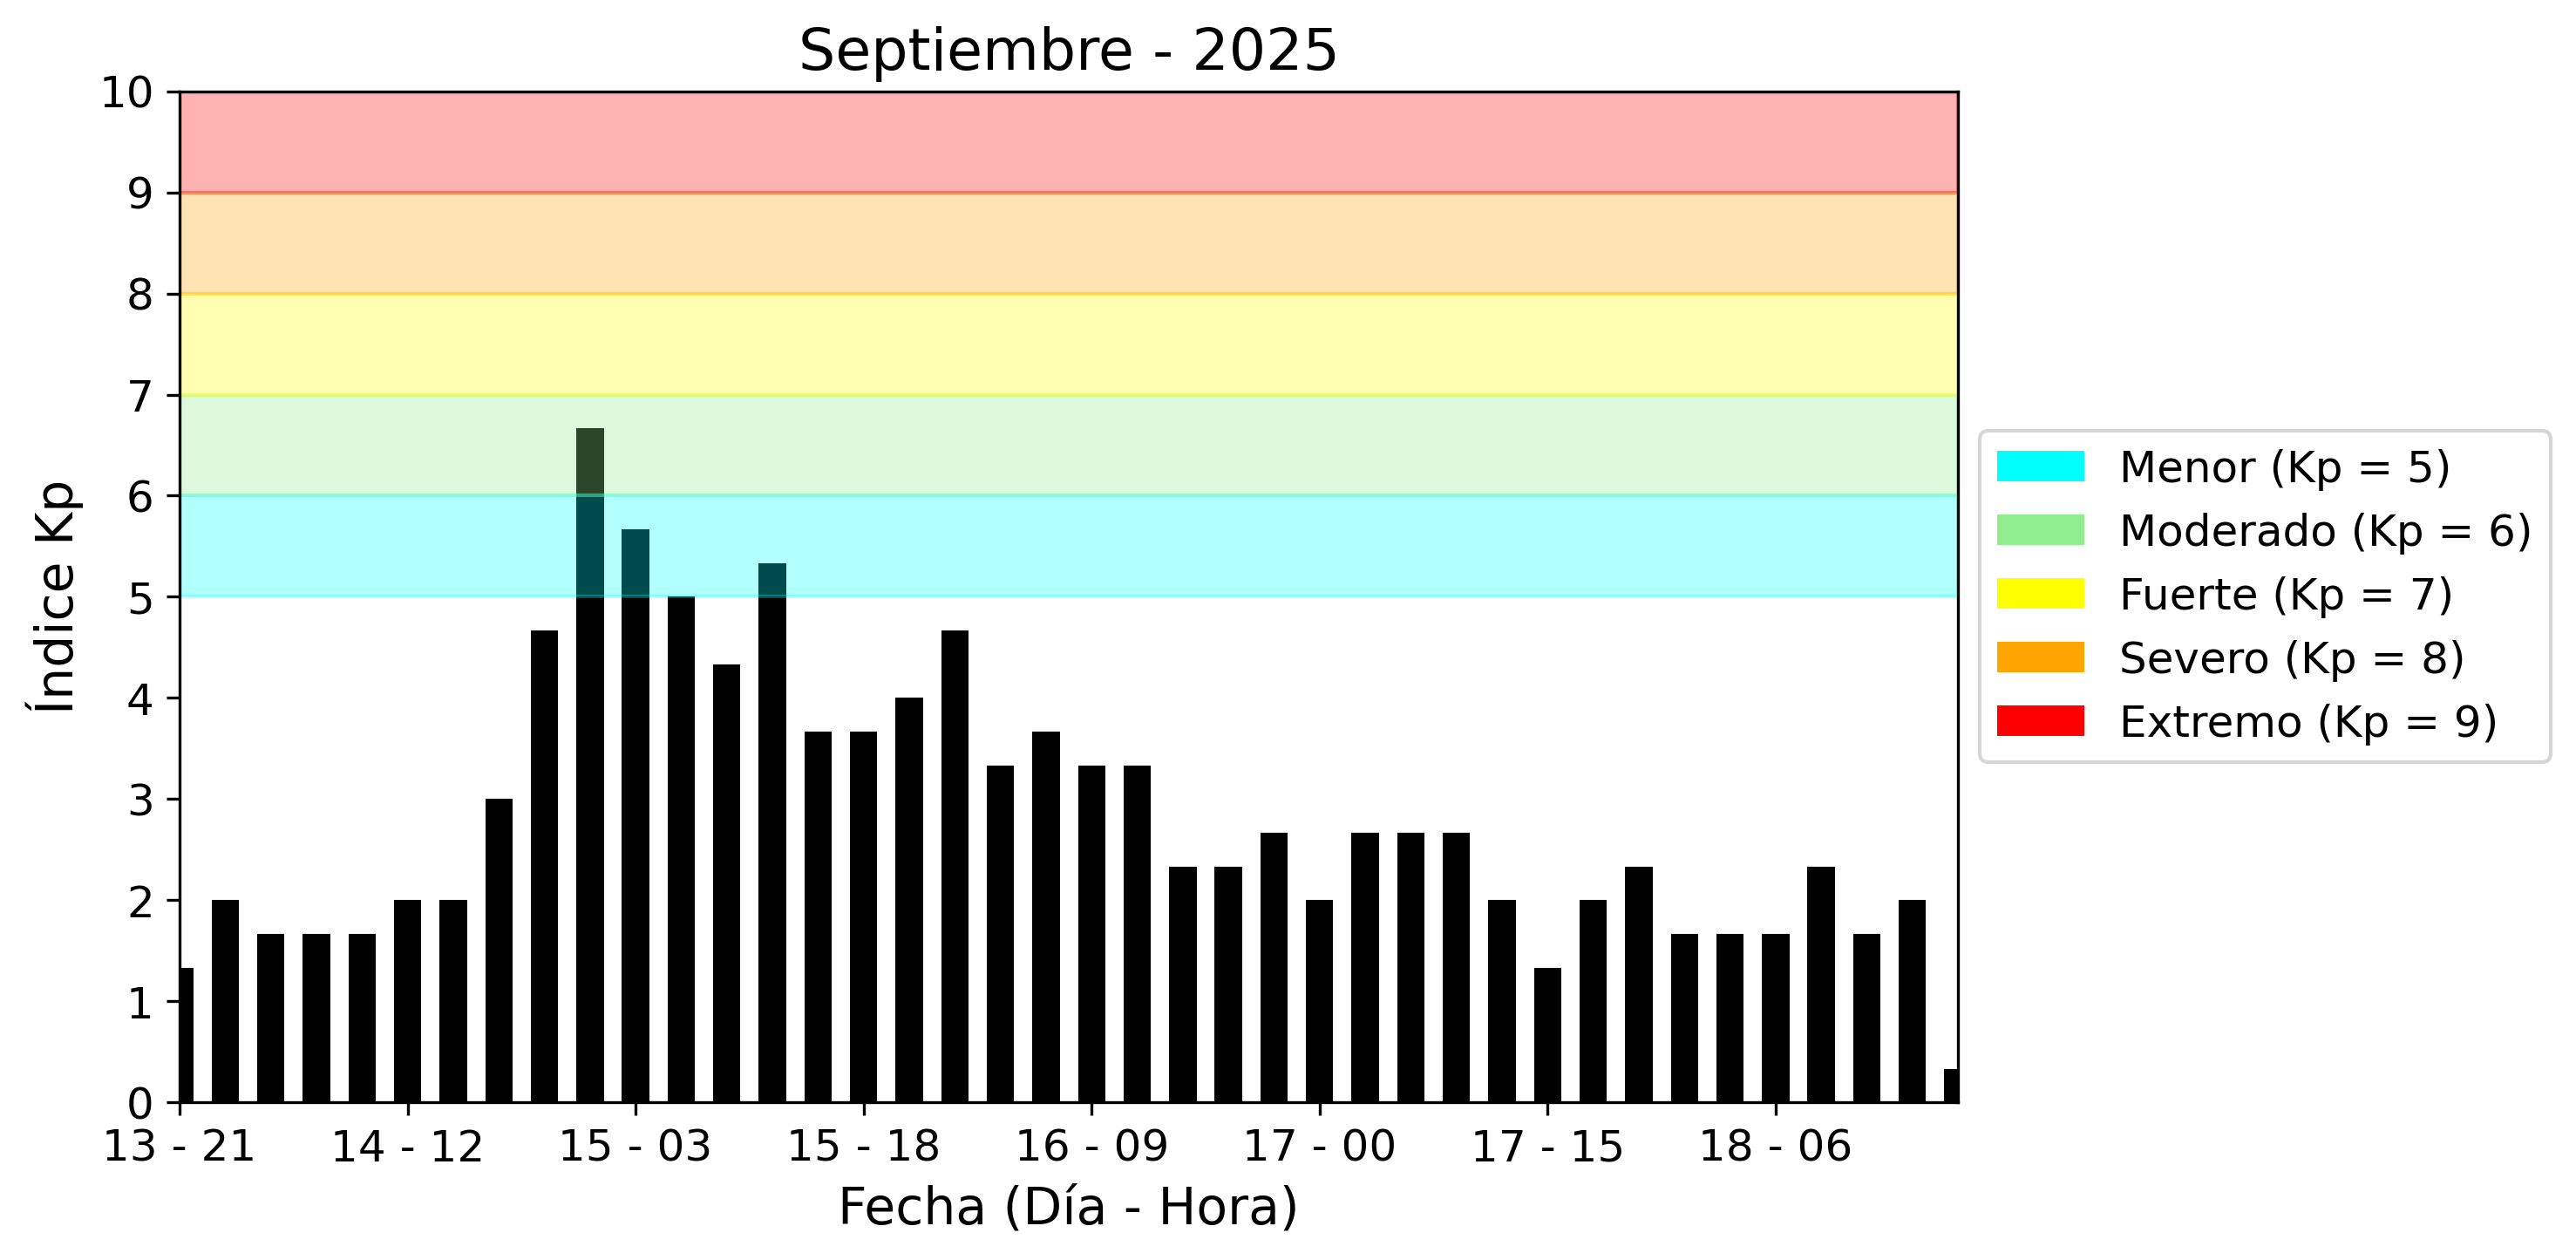 Septiembre - 2025
10
9
8
7
6
5
4
3
2
1
0
Índice Kp
13 - 21
14 - 12
15 - 03
15 - 18
16 - 09
17 - 00
17 - 15
18 - 06
Fecha (Día - Hora)
Menor (Kp = 5)
Moderado (Kp = 6)
Fuerte (Kp = 7)
Severo (Kp = 8)
Extremo (Kp = 9)